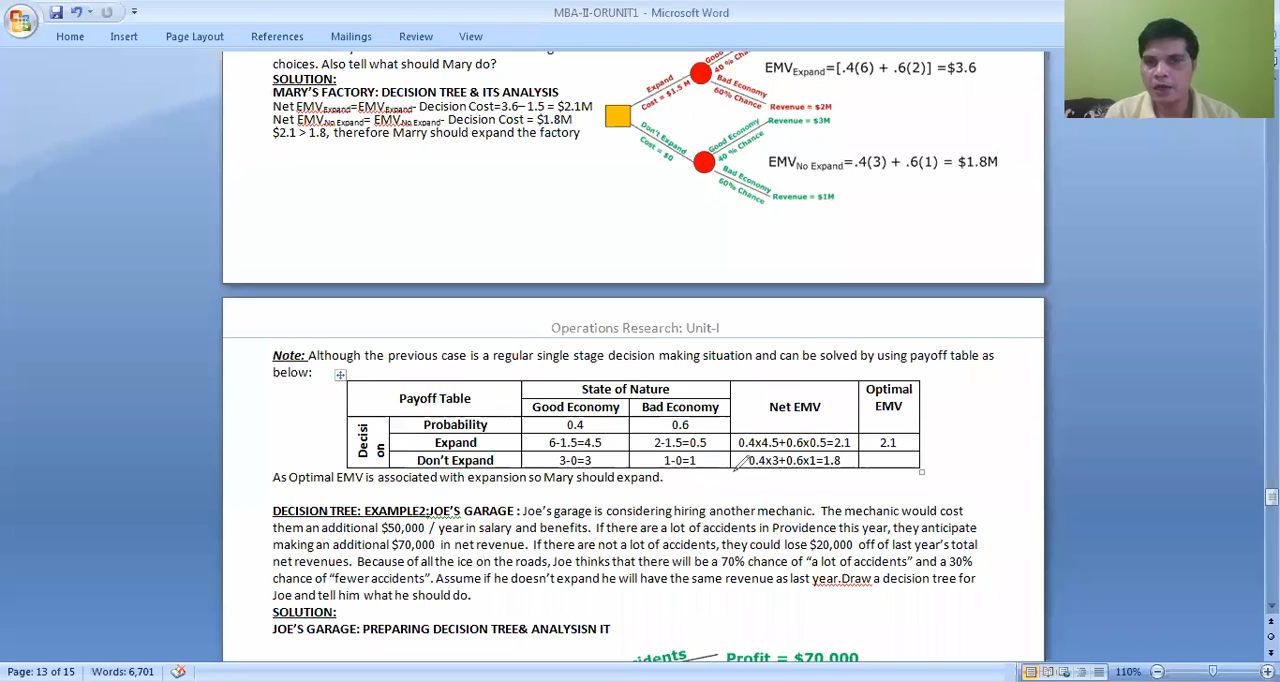 MBA-II-ORUNIT1 - Microsoft Word
Home Insert Page Layout References Mailings Review View
choices. Also tell what should Mary do?
SOLUTION:
MARY'S FACTORY: DECISION TREE & ITS ANALYSIS
Net EMVExpand=EMVExpand- Decision Cost=3.6– 1.5 = $2.1M
Net EMVNo Expand= EMVNo Expand- Decision Cost = $1.8M
$2.1 > 1.8, therefore Marry should expand the factory
Expand
Cost = $1.5 M
Good
40 % Chance
Bad Economy
60% Chance
Revenue = $2M
EMVExpand=[.4(6) + .6(2)] =$3.6
Don't Expand
Cost = $0
Good Economy
40 % Chance
Revenue = $3M
Bad Economy
60% Chance
Revenue = $1M
EMVNo Expand=.4(3) + .6(1) = $1.8M
Operations Research: Unit-I
Note: Although the previous case is a regular single stage decision making situation and can be solved by using payoff table as
below:
Payoff Table State of Nature Net EMV Optimal EMV
Good Economy Bad Economy
Decisi
on
Probability 0.4 0.6
Expand 6-1.5=4.5 2-1.5=0.5 0.4x4.5+0.6x0.5=2.1 2.1
Don't Expand 3-0=3 1-0=1 0.4x3+0.6x1=1.8
As Optimal EMV is associated with expansion so Mary should expand.
DECISION TREE: EXAMPLE2:JOE'S GARAGE : Joe's garage is considering hiring another mechanic. The mechanic would cost
them an additional $50,000 / year in salary and benefits. If there are a lot of accidents in Providence this year, they anticipate
making an additional $70,000 in net revenue. If there are not a lot of accidents, they could lose $20,000 off of last year's total
net revenues. Because of all the ice on the roads, Joe thinks that there will be a 70% chance of "a lot of accidents" and a 30%
chance of "fewer accidents". Assume if he doesn't expand he will have the same revenue as last year.Draw a decision tree for
Joe and tell him what he should do.
SOLUTION:
JOE'S GARAGE: PREPARING DECISION TREE& ANALYSISN IT
Profit = $70,000
Page: 13 of 15 Words: 6,701 110%